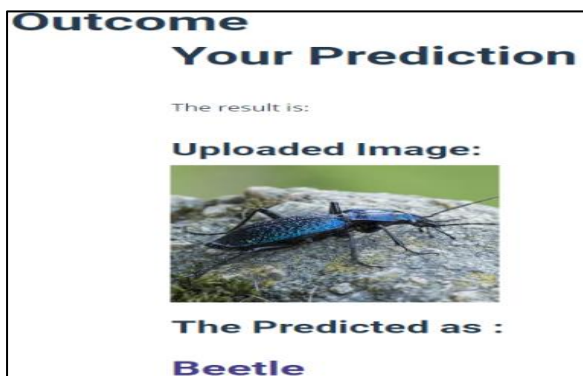 Outcome
Your Prediction
The result is:
Uploaded Image:
The Predicted as :
Beetle